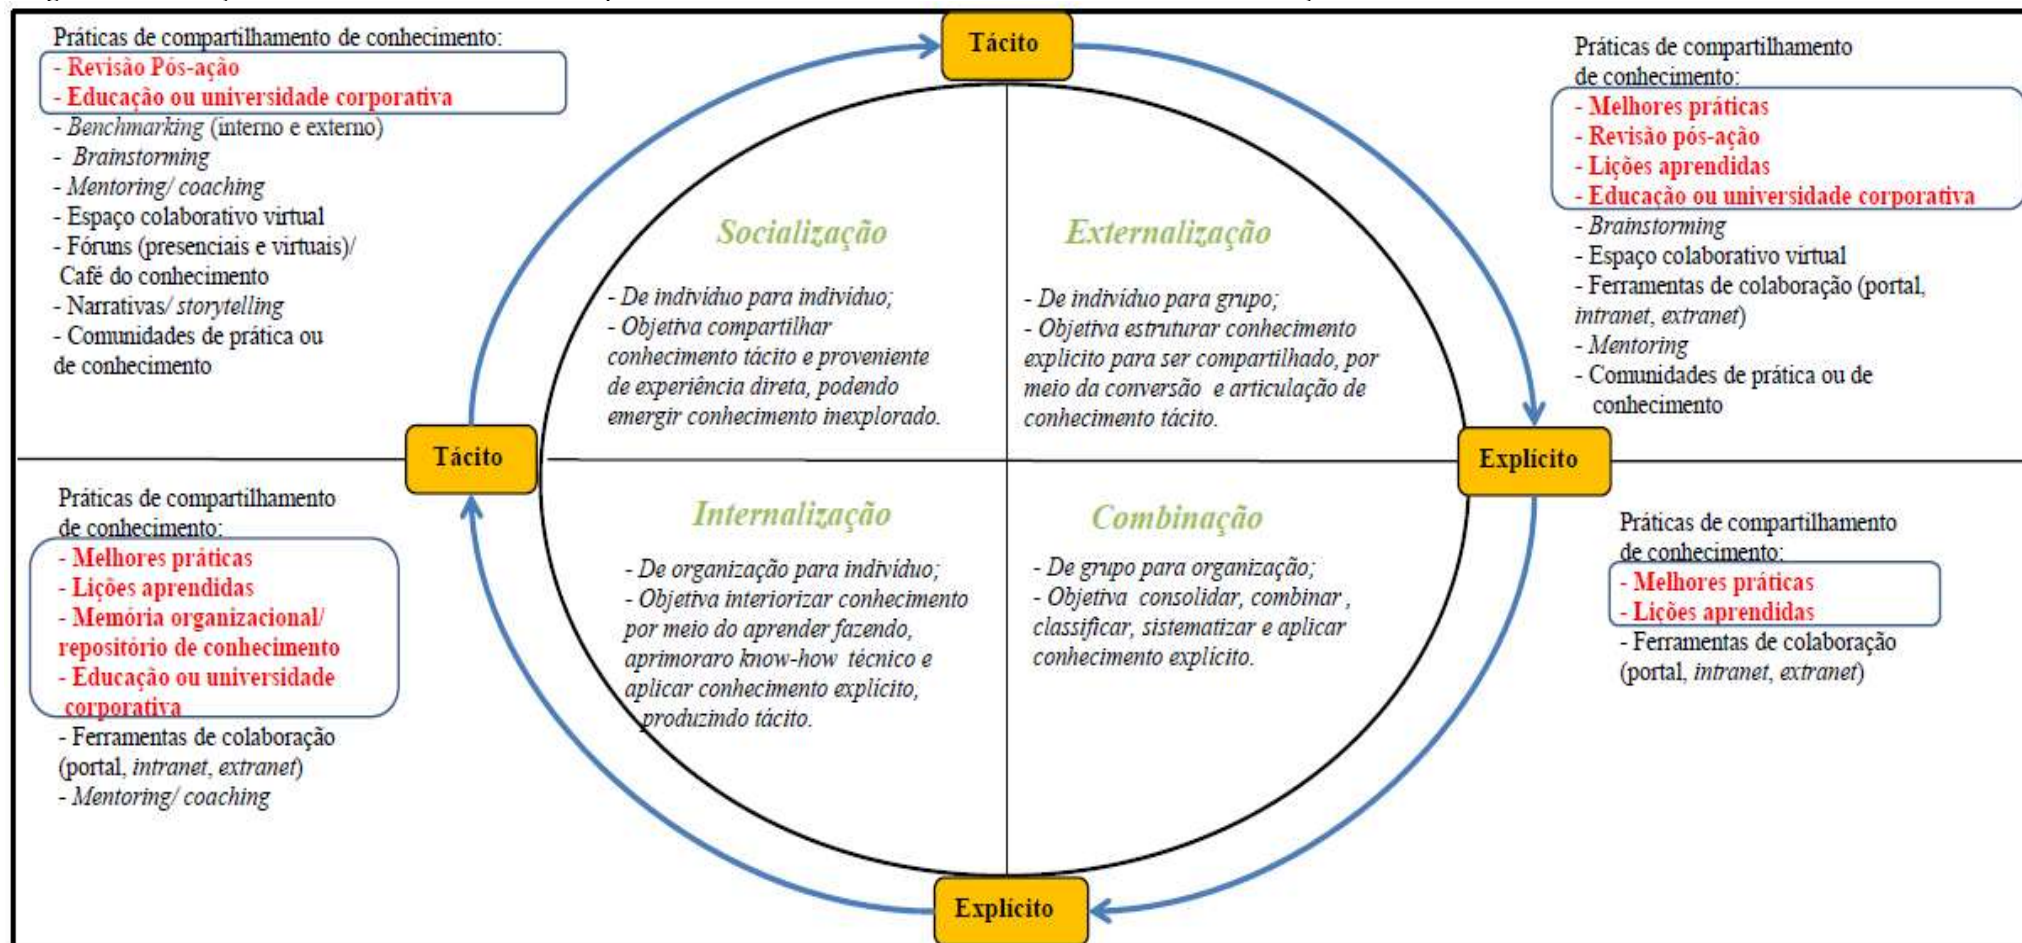 Práticas de compartilhamento de conhecimento:
- Revisão Pós-ação
- Educação ou universidade corporativa
- Benchmarking (interno e externo)
- Brainstorming
- Mentoring/ coaching
- Espaço colaborativo virtual
- Fóruns (presenciais e virtuais)/
Café do conhecimento
- Narrativas/ storytelling
- Comunidades de prática ou
de conhecimento
Tácito
Práticas de compartilhamento
de conhecimento:
- Melhores práticas
- Revisão pós-ação
- Lições aprendidas
- Educação ou universidade corporativa
- Brainstorming
- Espaço colaborativo virtual
- Ferramentas de colaboração (portal,
intranet, extranet)
- Mentoring
- Comunidades de prática ou de
conhecimento
Socialização
- De indivíduo para indivíduo;
- Objetiva compartilhar
conhecimento tácito e proveniente
de experiência direta, podendo
emergir conhecimento inexplorado.
Externalização
- De indivíduo para grupo;
- Objetiva estruturar conhecimento
explicito para ser compartilhado, por
meio da conversão e articulação de
conhecimento tácito.
Tácito
Explícito
Práticas de compartilhamento
de conhecimento:
- Melhores práticas
- Lições aprendidas
- Memória organizacional/
repositório de conhecimento
- Educação ou universidade
corporativa
- Ferramentas de colaboração
(portal, intranet, extranet)
- Mentoring/ coaching
Internalização
- De organização para indivíduo;
- Objetiva interiorizar conhecimento
por meio do aprender fazendo,
aprimoraro know-how técnico e
aplicar conhecimento explícito,
produzindo tácito.
Combinação
- De grupo para organização;
- Objetiva consolidar, combinar,
classificar, sistematizar e aplicar
conhecimento explícito.
Práticas de compartilhamento
de conhecimento:
- Melhores práticas
- Lições aprendidas
- Ferramentas de colaboração
(portal, intranet, extranet)
Explícito